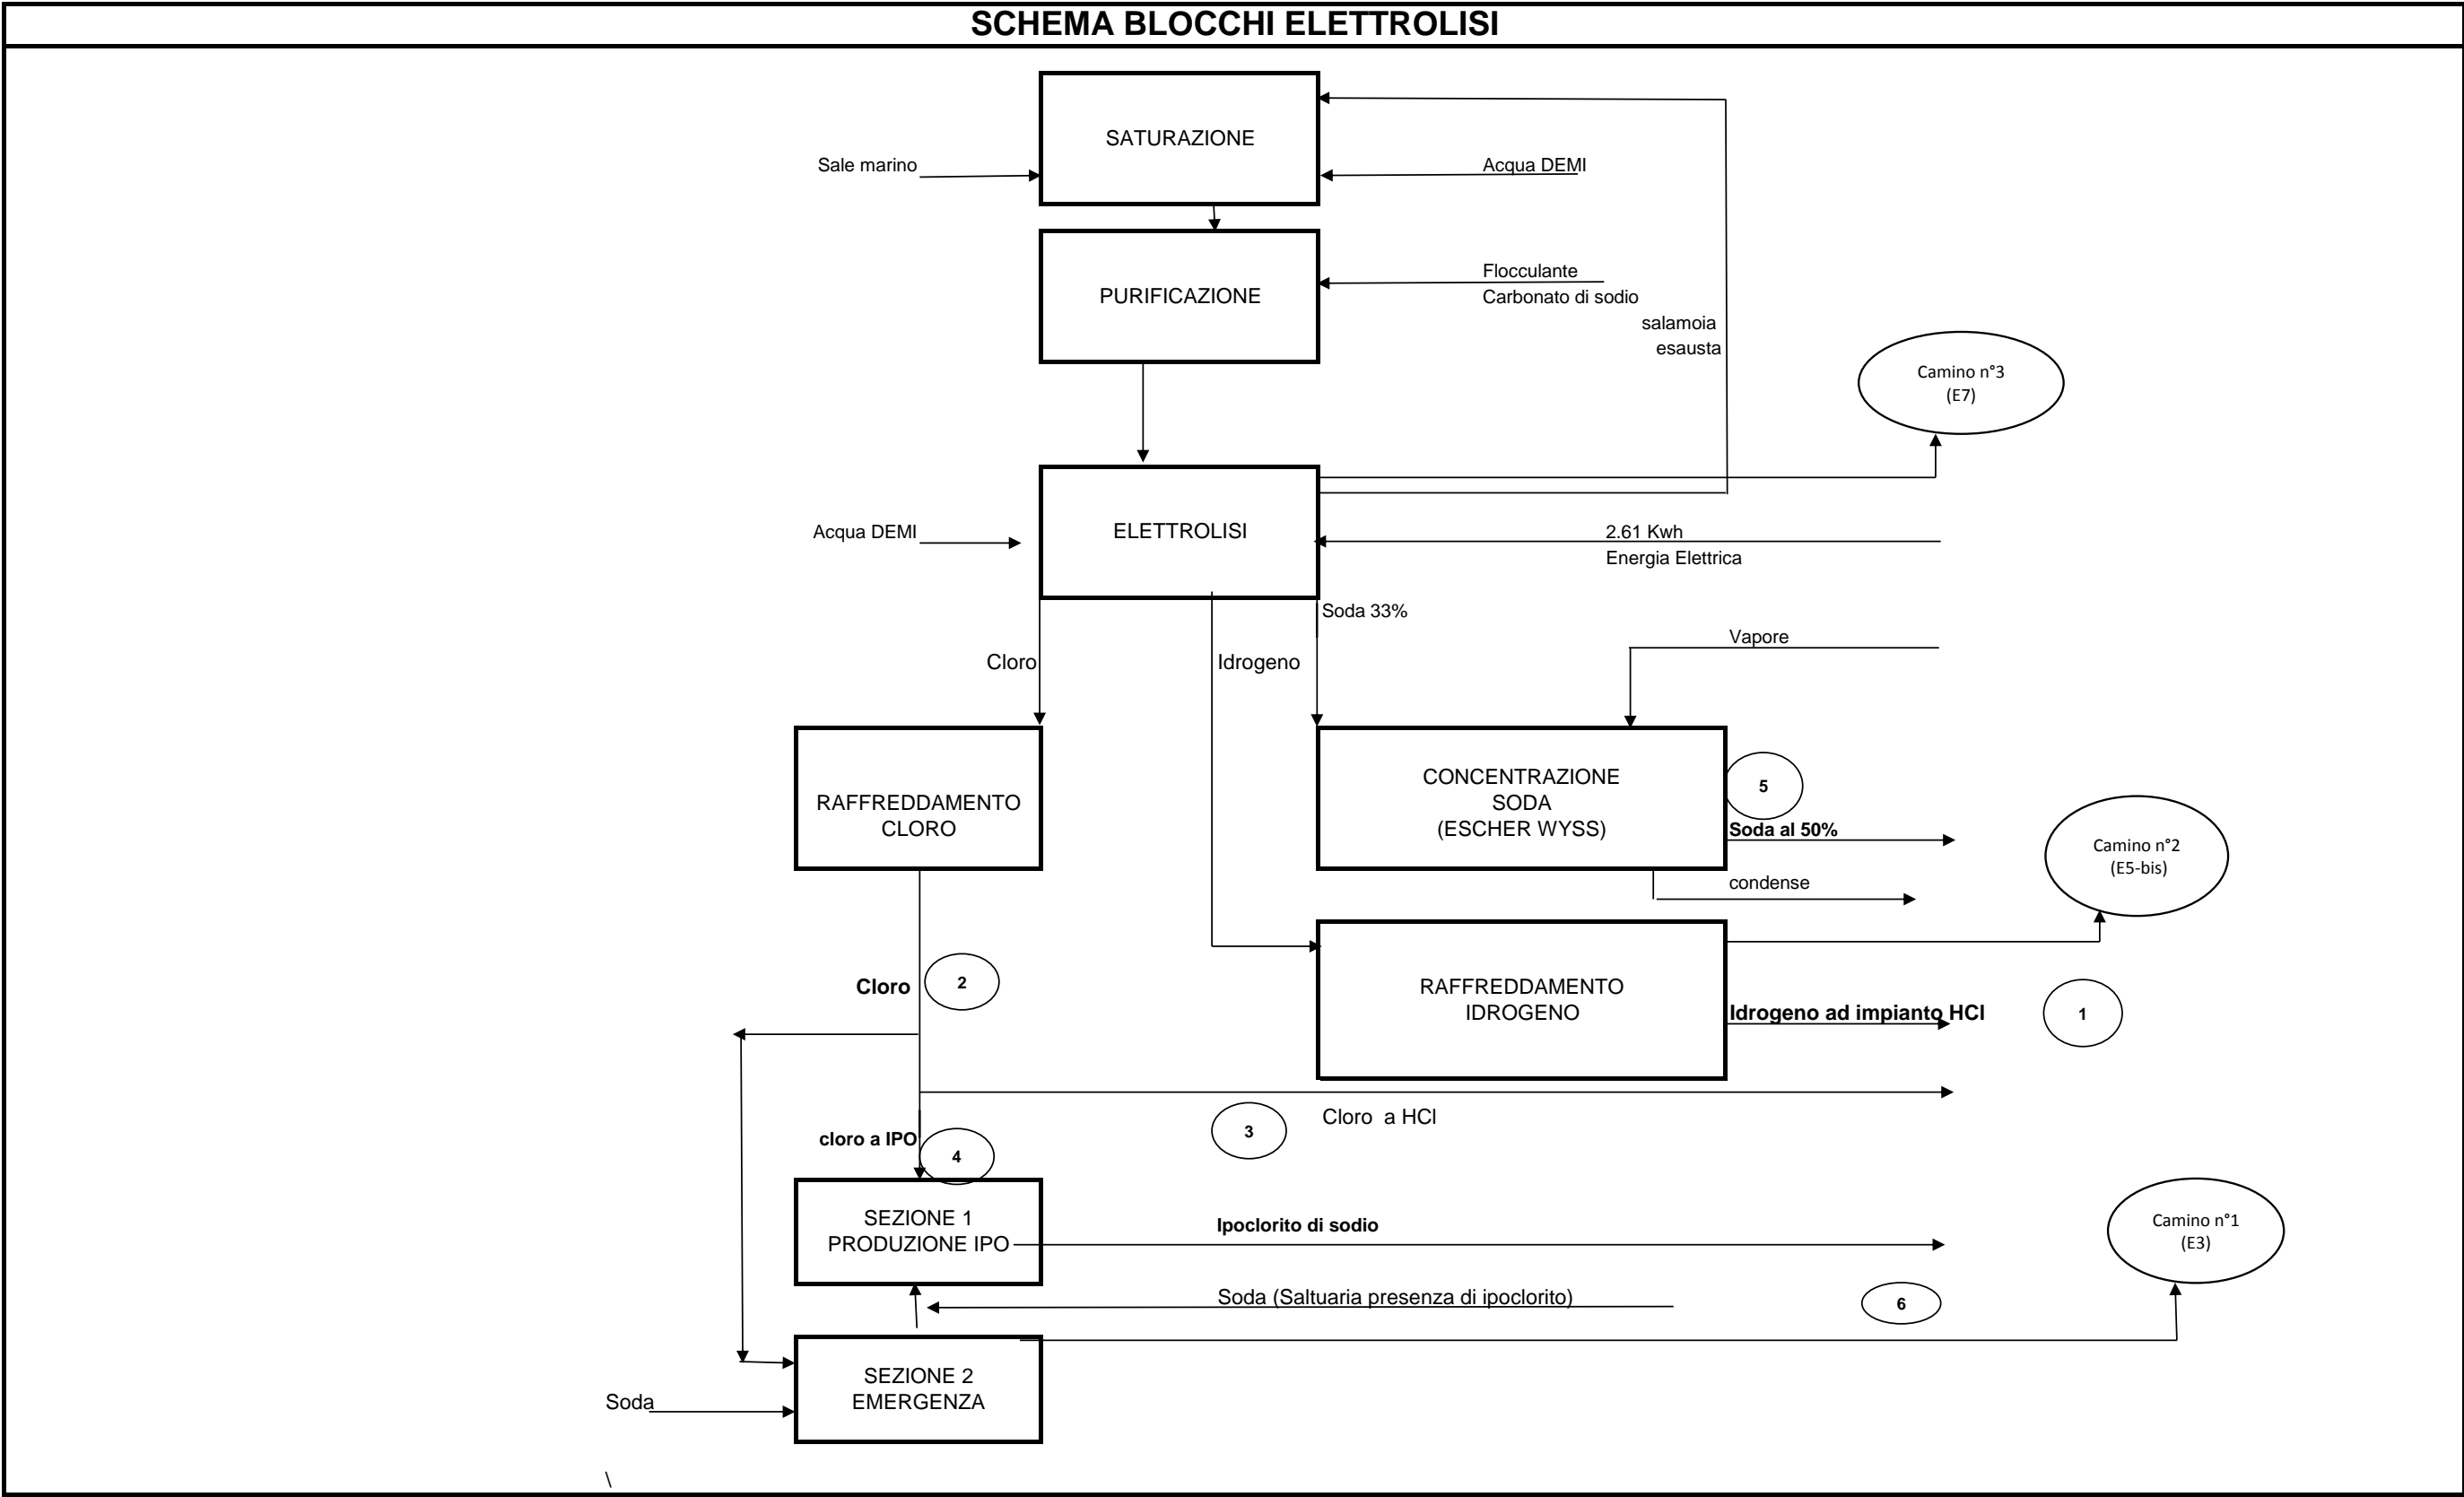 SCHEMA BLOCCHI ELETTROLISI
SATURAZIONE
Sale marino
Acqua DEMI
PURIFICAZIONE
Flocculante
Carbonato di sodio
salamoia
esausta
Camino n°3
(E7)
ELETTROLISI
Acqua DEMI
2.61 Kwh
Energia Elettrica
Soda 33%
Vapore
Cloro
Idrogeno
RAFFREDDAMENTO
CLORO
CONCENTRAZIONE
SODA
(ESCHER WYSS)
5
Soda al 50%
condense
Camino n°2
(E5-bis)
Cloro
2
RAFFREDDAMENTO
IDROGENO
Idrogeno ad impianto HCl
1
Cloro a HCl
3
cloro a IPO
4
SEZIONE 1
PRODUZIONE IPO
Ipoclorito di sodio
Camino n°1
(E3)
Soda (Saltuaria presenza di ipoclorito)
6
SEZIONE 2
EMERGENZA
Soda
\